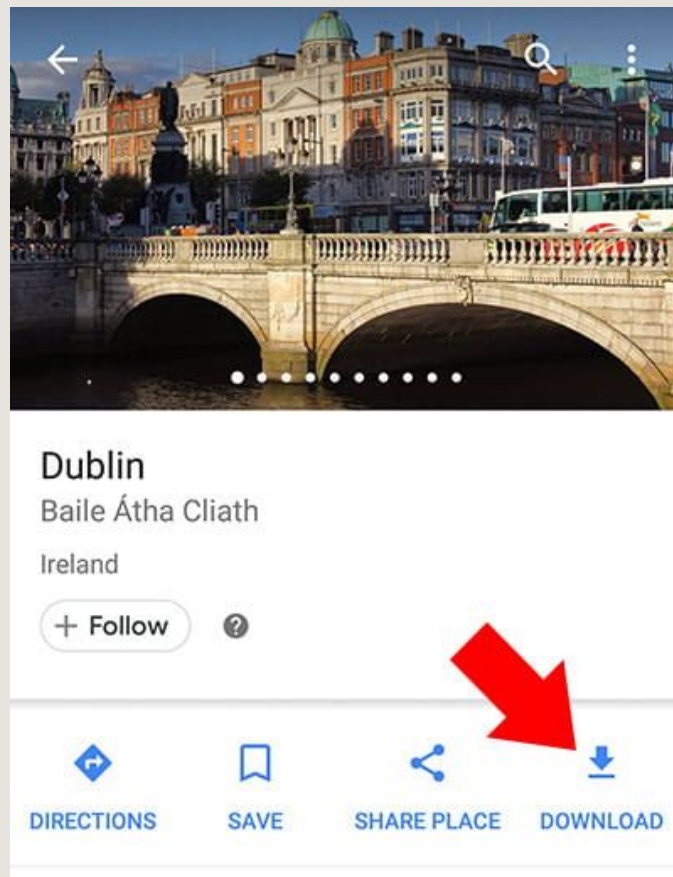 Dublin
Baile Átha Cliath
Ireland
+ Follow
DIRECTIONS
SAVE
SHARE PLACE
DOWNLOAD